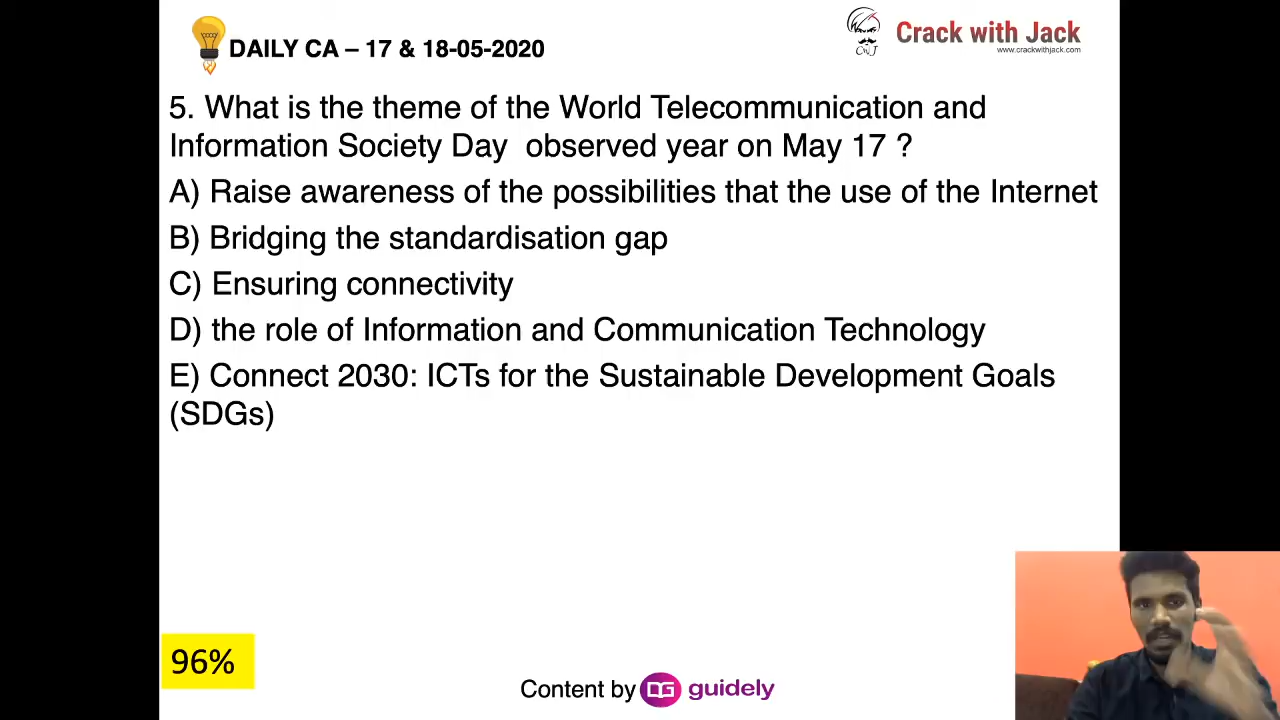 DAILY CA – 17 & 18-05-2020
Crack with Jack
www.crackwithjack.com
CWJ
5. What is the theme of the World Telecommunication and
Information Society Day observed year on May 17 ?
A) Raise awareness of the possibilities that the use of the Internet
B) Bridging the standardisation gap
C) Ensuring connectivity
D) the role of Information and Communication Technology
E) Connect 2030: ICTs for the Sustainable Development Goals
(SDGs)
96%
Content by DG guidely